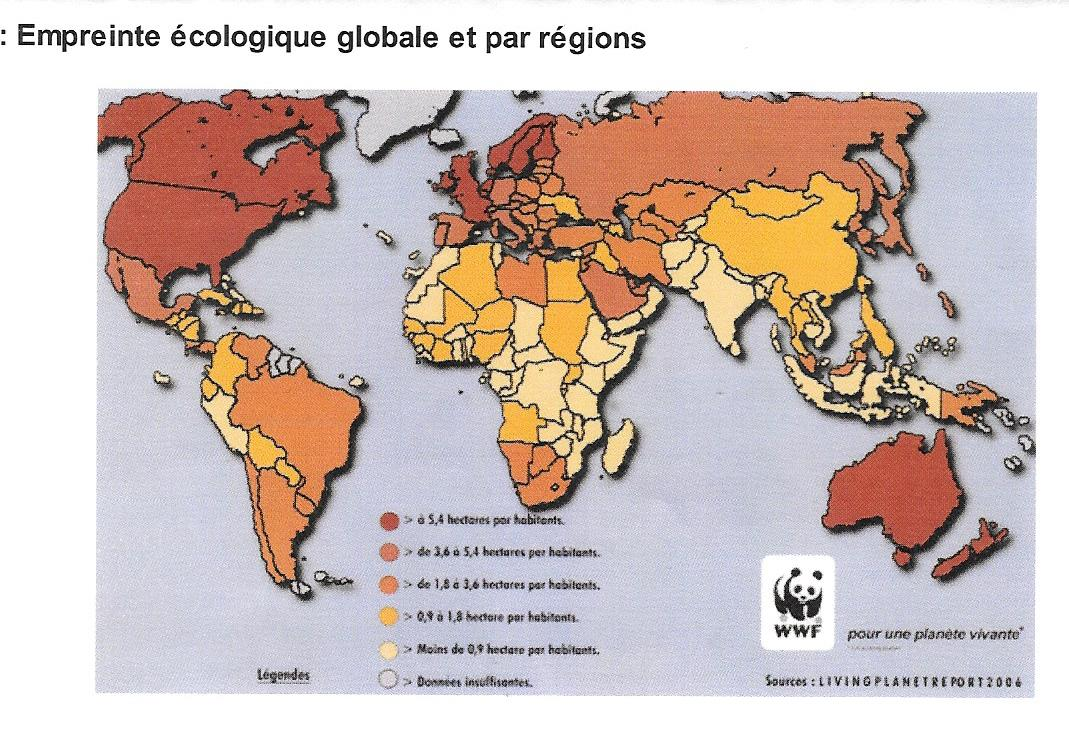 : Empreinte écologique globale et par régions
> à 5,4 hectares par habitants.
> de 3,6 à 5,4 hectares par habitants.
> de 1,8 à 3,6 hectares par habitants.
> 0,9 à 1,8 hectare par habitants.
> Moins de 0,9 hectare par habitants.
> Données insuffisantes.
Légendes
WWF
pour une planète vivante
Sources : LIVINGPLANETREPORT2006